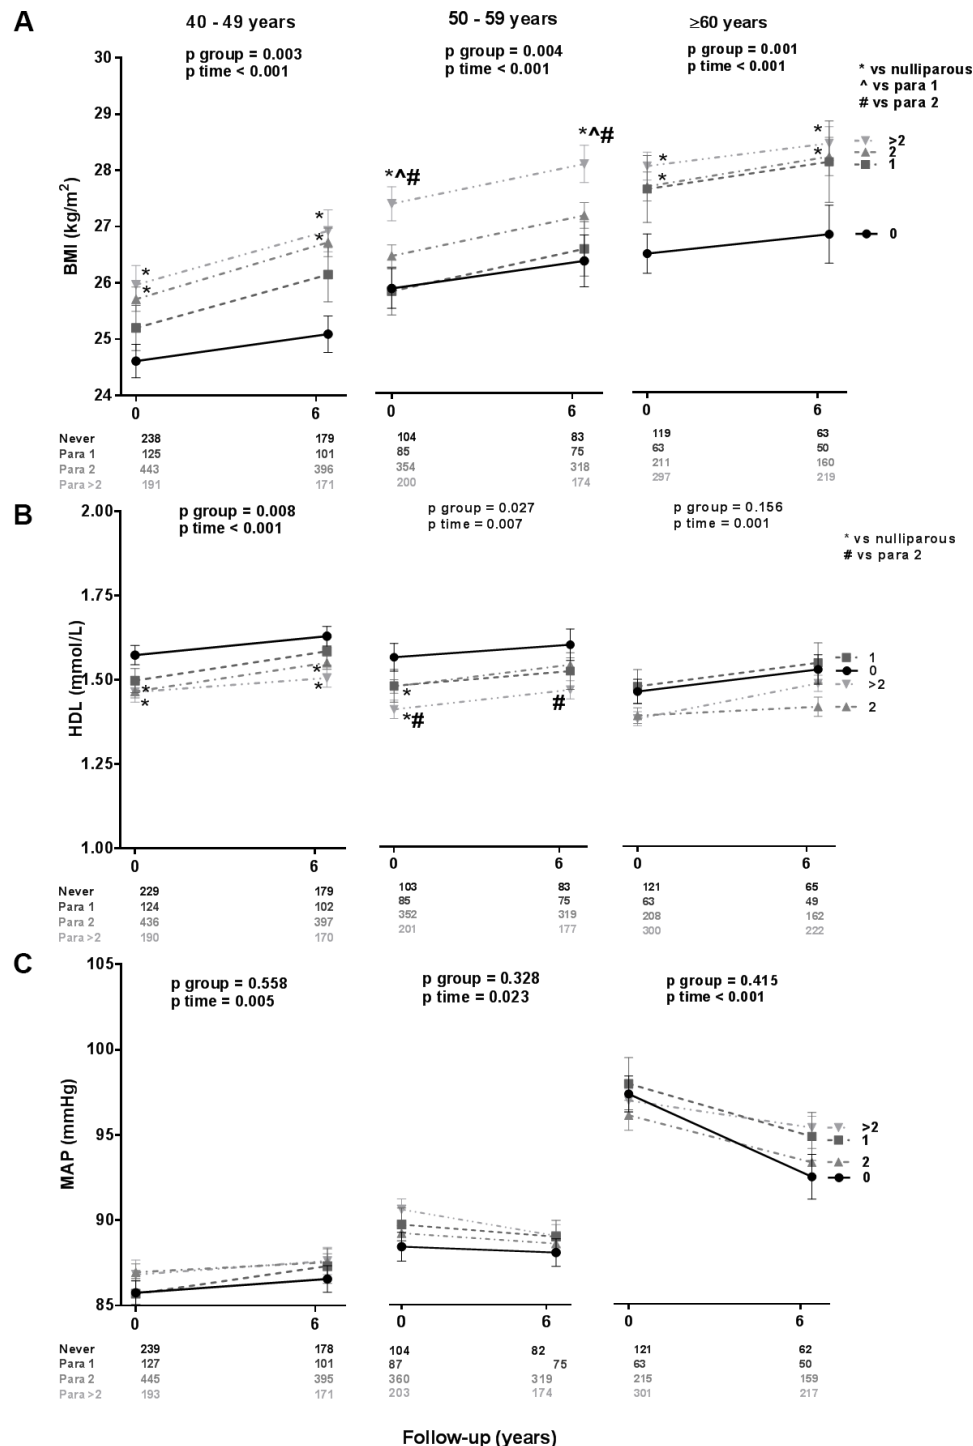 A
40 - 49 years
50 - 59 years
≥60 years
p group = 0.003
p time < 0.001
p group = 0.004
p time < 0.001
p group = 0.001
p time < 0.001
* vs nulliparous
^ vs para 1
# vs para 2
BMI (kg/m²)
30
29
28
27
26
25
24
*
*
*
*
*^#
*^#
*
*
*
*
>2
2
1
0
0 6
0 6
0 6
Never 238 179
Para 1 125 101
Para 2 443 396
Para >2 191 171
104 83
85 75
354 318
200 174
119 63
63 50
211 160
297 219
B
p group = 0.008
p time < 0.001
p group = 0.027
p time = 0.007
p group = 0.156
p time = 0.001
* vs nulliparous
# vs para 2
HDL (mmol/L)
2.00
1.75
1.50
1.25
1.00
*
*
*
*
*
*#
#
1
0
>2
2
0 6
0 6
0 6
Never 229 179
Para 1 124 102
Para 2 436 397
Para >2 190 170
103 83
85 75
352 319
201 177
121 65
63 49
208 162
300 222
C
p group = 0.558
p time = 0.005
p group = 0.328
p time = 0.023
p group = 0.415
p time < 0.001
MAP (mmHg)
105
100
95
90
85
>2
1
2
0
0 6
0 6
0 6
Never 239 178
Para 1 127 101
Para 2 445 395
Para >2 193 171
104 82
87 75
360 319
203 174
121 62
63 50
215 159
301 217
Follow-up (years)